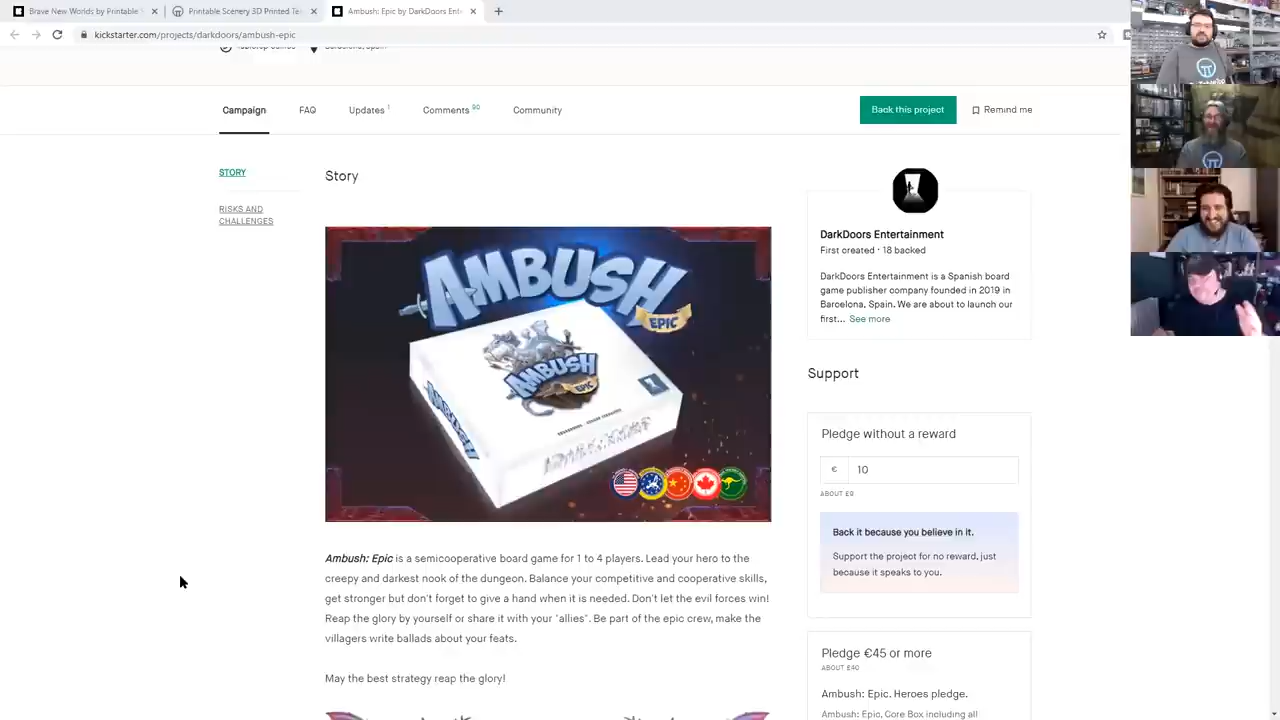 Brave New Worlds by Printable
Printable Scenery 3D Printed Te
Ambush: Epic by DarkDoors Ente
kickstarter.com/projects/darkdoors/ambush-epic
Campaign
FAQ
Updates 1
Comments 90
Community
Back this project
Remind me
STORY
RISKS AND
CHALLENGES
Story
AMBUSH
EPIC
AMBUSH
EPIC
AMBUSH
DarkDoors Entertainment
First created · 18 backed
DarkDoors Entertainment is a Spanish board
game publisher company founded in 2019 in
Barcelona, Spain. We are about to launch our
first... See more
Support
Pledge without a reward
€ 10
ABOUT £9
Back it because you believe in it.
Support the project for no reward, just
because it speaks to you.
Pledge €45 or more
ABOUT £40
Ambush: Epic. Heroes pledge.
Ambush: Epic, Core Box including all
Ambush: Epic is a semicooperative board game for 1 to 4 players. Lead your hero to the
creepy and darkest nook of the dungeon. Balance your competitive and cooperative skills,
get stronger but don't forget to give a hand when it is needed. Don't let the evil forces win!
Reap the glory by yourself or share it with your "allies". Be part of the epic crew, make the
villagers write ballads about your feats.
May the best strategy reap the glory!